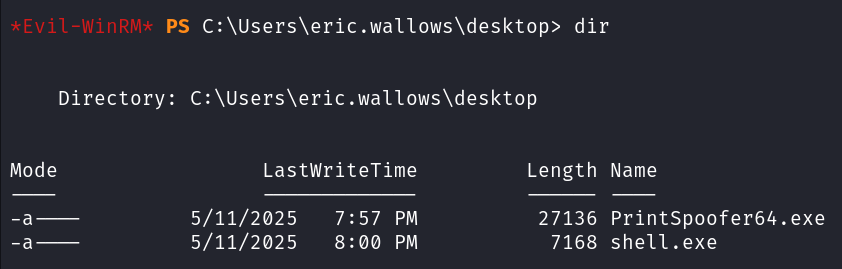 *Evil-WinRM* PS C:\Users\eric.wallows\desktop> dir
Directory: C:\Users\eric.wallows\desktop
Mode LastWriteTime Length Name
---- ------------- ------ ----
-a---- 5/11/2025 7:57 PM 27136 PrintSpoofer64.exe
-a---- 5/11/2025 8:00 PM 7168 shell.exe